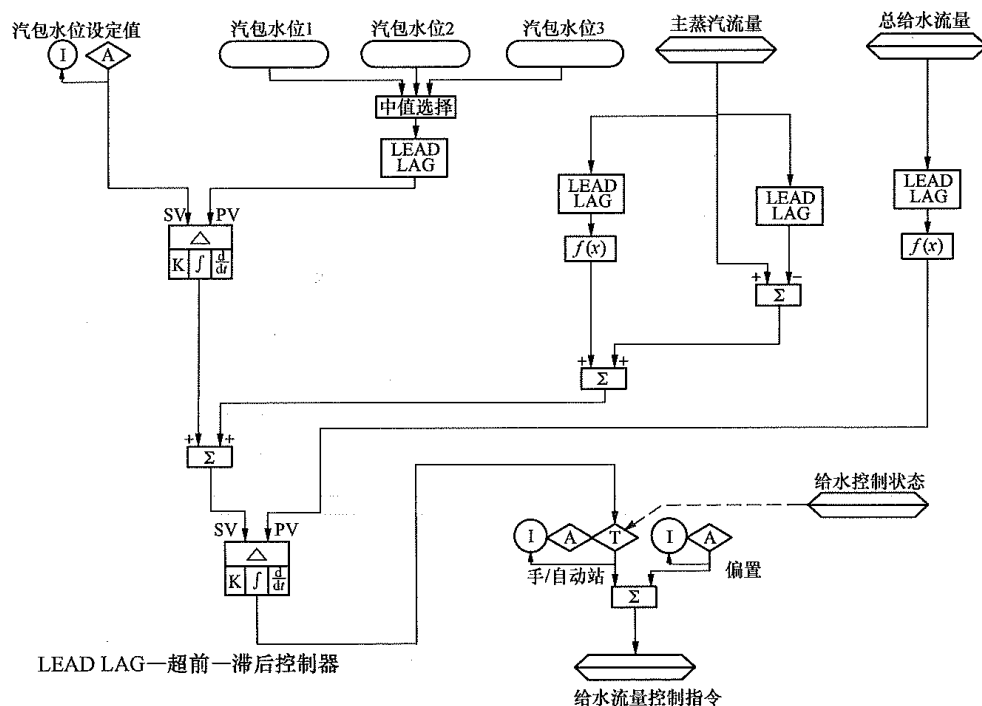 汽包水位设定值
汽包水位1
汽包水位2
汽包水位3
主蒸汽流量
总给水流量
I
A
中值选择
LEAD
LAG
LEAD
LAG
LEAD
LAG
LEAD
LAG
SV
PV
△
K ∫ d/dt
f(x)
f(x)
+
−
Σ
+
+
Σ
+
+
Σ
给水控制状态
SV
PV
△
K ∫ d/dt
I
A
T
I
A
手/自动站
偏置
Σ
LEAD LAG—超前—滞后控制器
给水流量控制指令